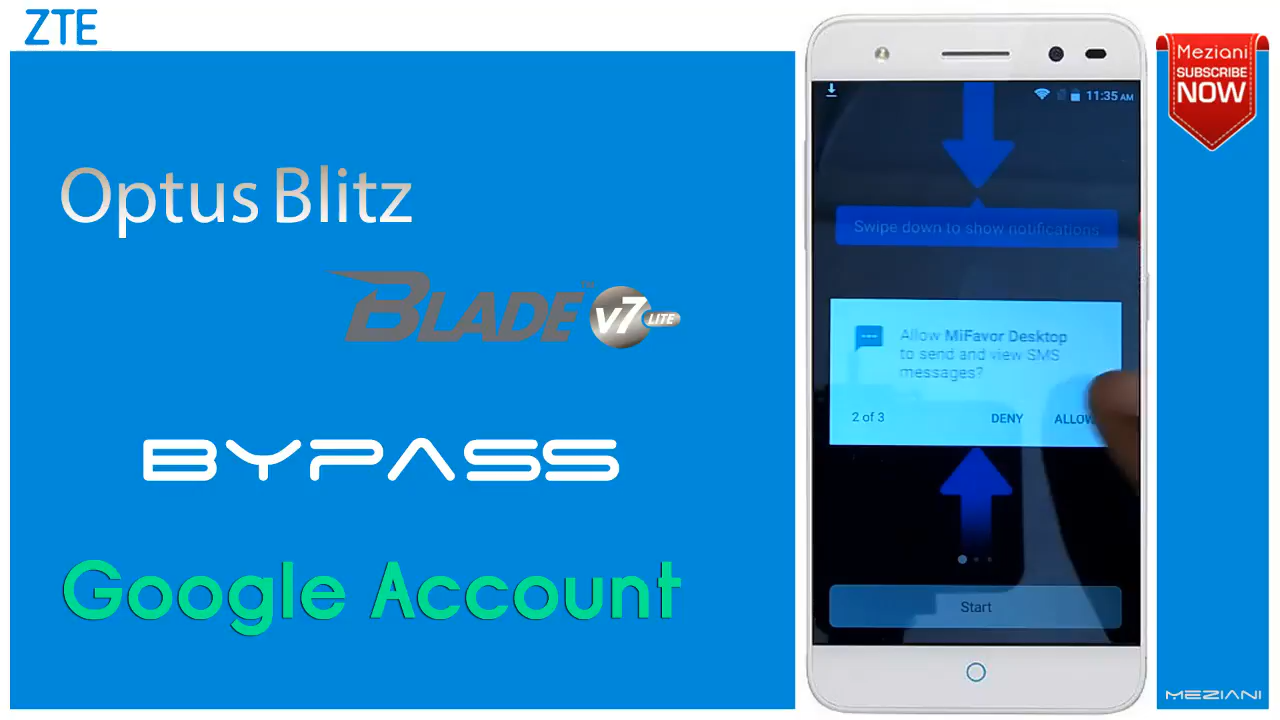 ZTE
Optus Blitz
BLADE™ V7 LITE
BYPASS
Google Account
11:35 AM
Swipe down to show notifications
Allow MiFavor Desktop
to send and view SMS
messages?
2 of 3
DENY
ALLOW
Start
Meziani
SUBSCRIBE
NOW
MEZIANI